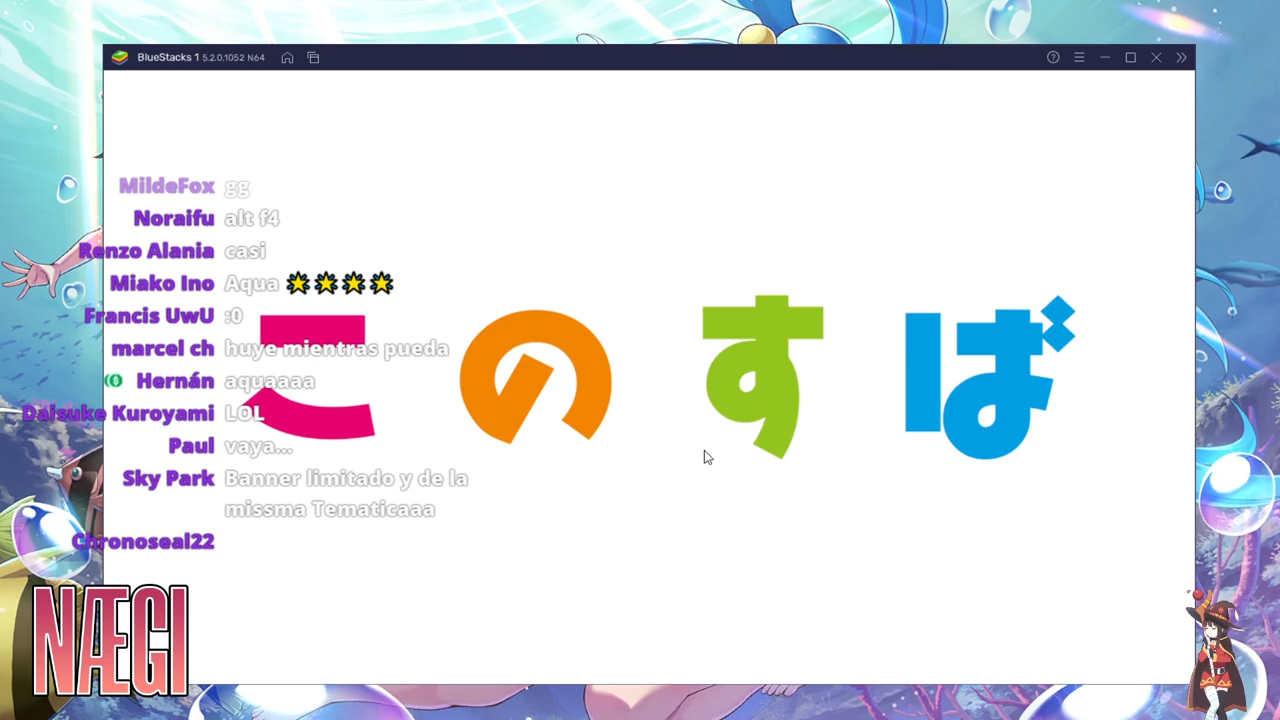 BlueStacks 1 5.2.0.1052 N64
MildeFox gg
Noraifu alt f4
Renzo Alania casi
Miako Ino Aqua
Francis UwU :0
marcel ch huye mientras pueda
Hernán aquaaaa
Daisuke Kuroyami LOL
Paul vaya...
Sky Park Banner limitado y de la
missma Tematicaaa
Chronoseal22
このすば
NÆGI